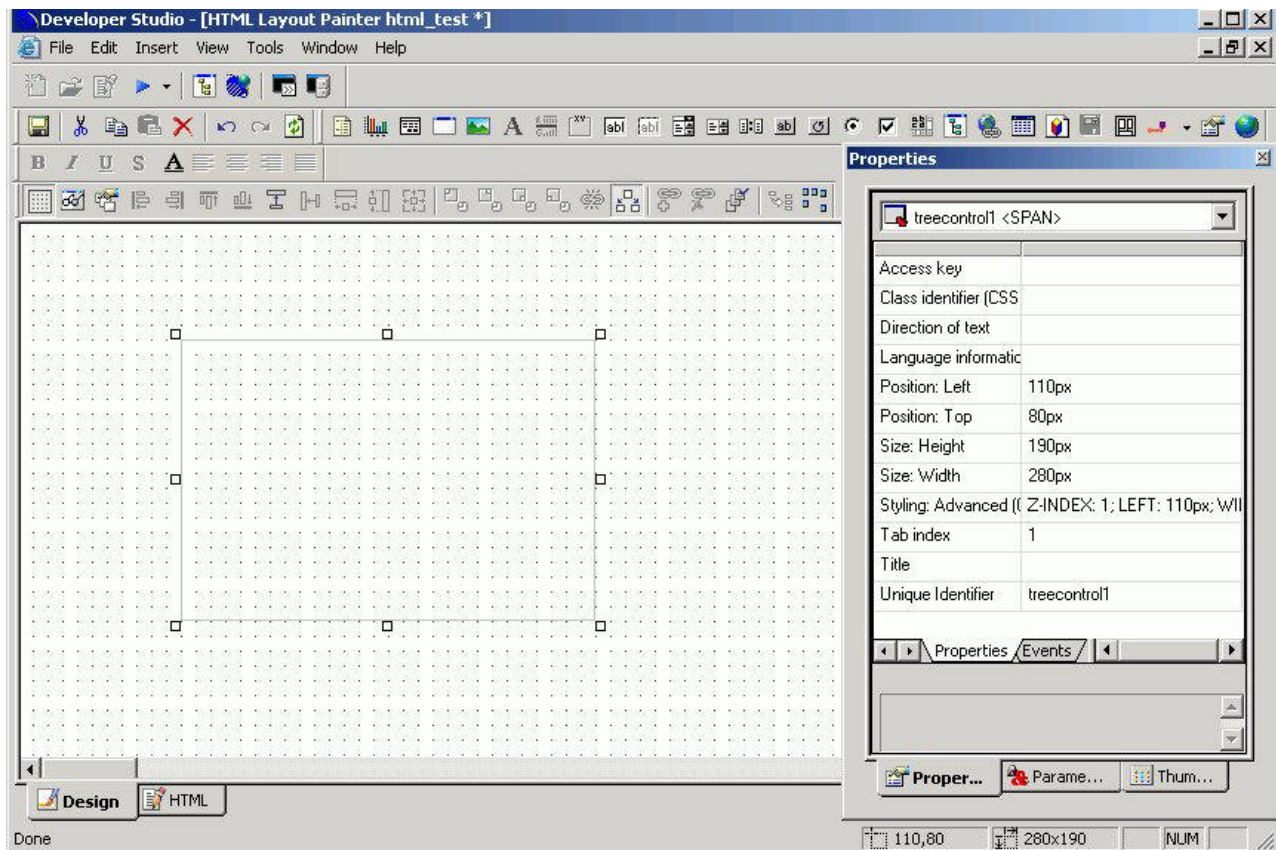 Developer Studio - [HTML Layout Painter html_test *]
File Edit Insert View Tools Window Help
B I U S A
Properties
treecontrol1 <SPAN>
Access key
Class identifier (CSS
Direction of text
Language informatic
Position: Left 110px
Position: Top 80px
Size: Height 190px
Size: Width 280px
Styling: Advanced (( Z-INDEX: 1; LEFT: 110px; WI
Tab index 1
Title
Unique Identifier treecontrol1
Properties Events
Proper... Parame... Thum...
Design HTML
Done 110,80 280x190 NUM